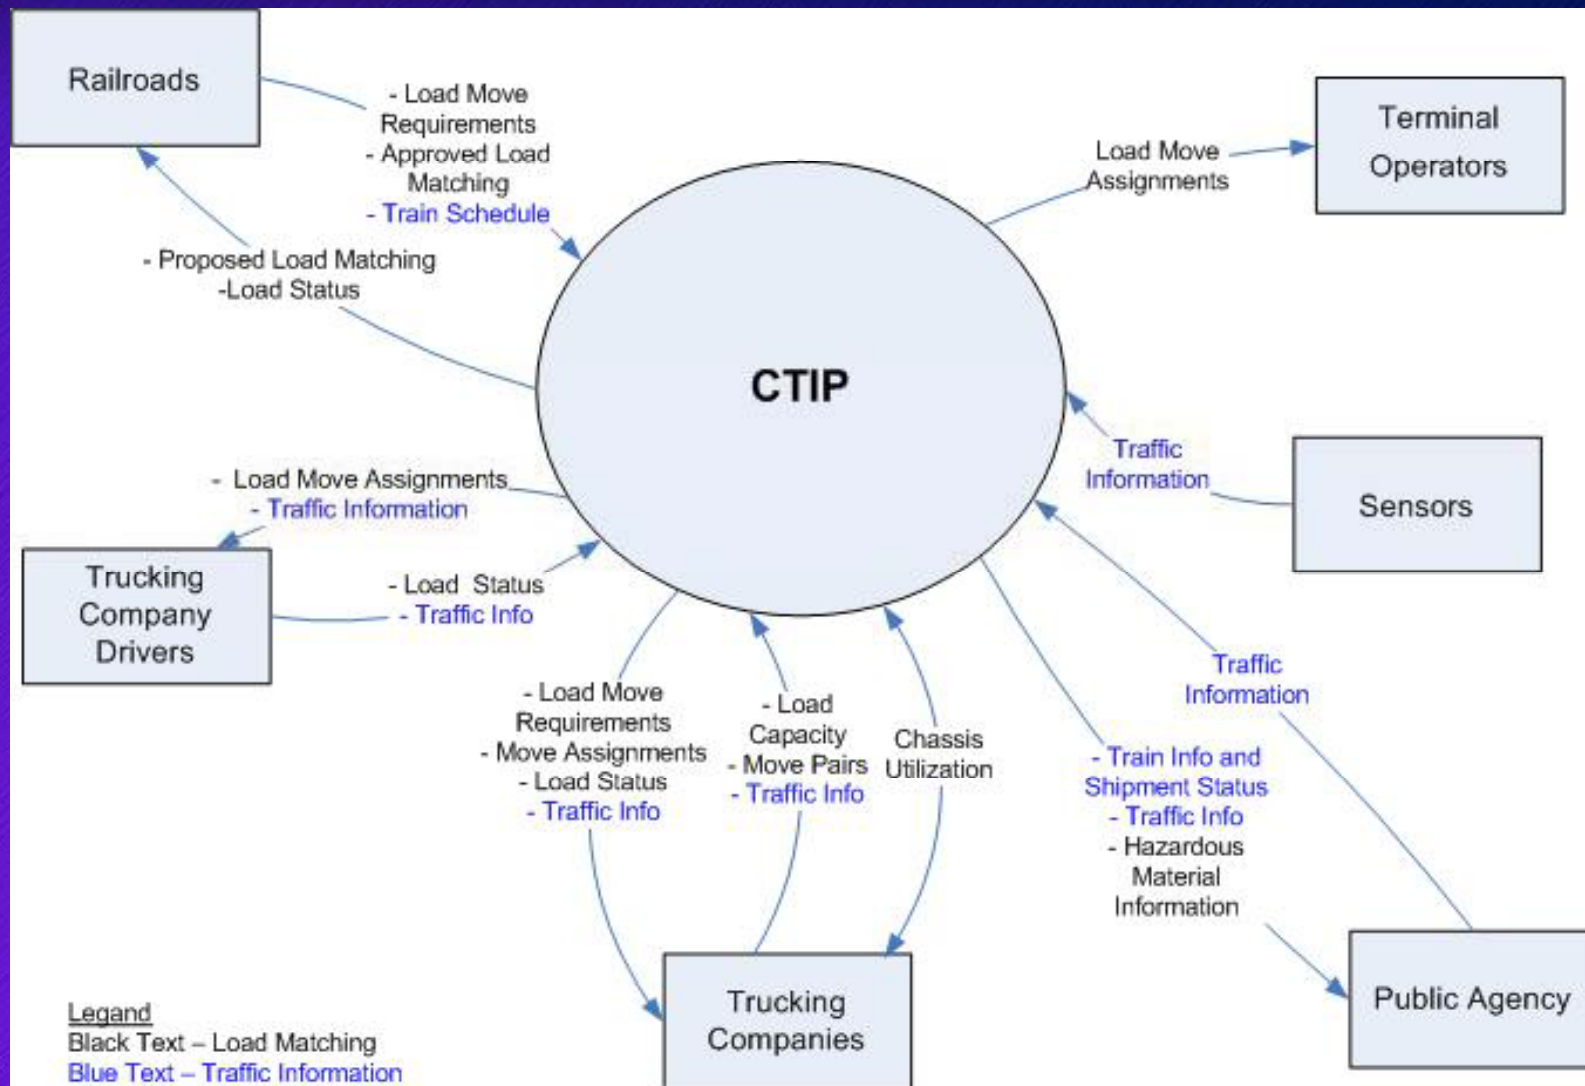 Railroads
- Load Move
Requirements
- Approved Load
Matching
- Train Schedule
Terminal
Operators
Load Move
Assignments
- Proposed Load Matching
-Load Status
CTIP
Traffic
Information
Sensors
- Load Move Assignments
- Traffic Information
Trucking
Company
Drivers
- Load Status
- Traffic Info
- Load Move
Requirements
- Move Assignments
- Load Status
- Traffic Info
- Load
Capacity
- Move Pairs
- Traffic Info
Chassis
Utilization
Traffic
Information
- Train Info and
Shipment Status
- Traffic Info
- Hazardous
Material
Information
Trucking
Companies
Public Agency
Legand
Black Text – Load Matching
Blue Text – Traffic Information